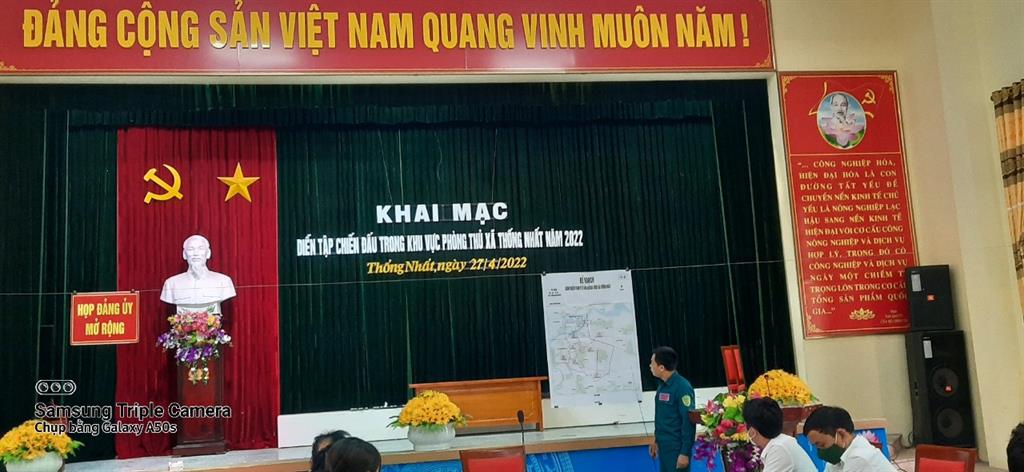 ĐẢNG CỘNG SẢN VIỆT NAM QUANG VINH MUÔN NĂM !
KHAI MẠC
DIỄN TẬP CHIẾN ĐẤU TRONG KHU VỰC PHÒNG THỦ XÃ THỐNG NHẤT NĂM 2022
Thống Nhất, ngày 27/4/2022
HỌP ĐẢNG ỦY
MỞ RỘNG
"... CÔNG NGHIỆP HÓA,
HIỆN ĐẠI HÓA LÀ CON
ĐƯỜNG TẤT YẾU ĐỂ
CHUYỂN NỀN KINH TẾ CHỦ
YẾU LÀ NÔNG NGHIỆP LẠC
HẬU SANG NỀN KINH TẾ
HIỆN ĐẠI VỚI CƠ CẤU CÔNG
NÔNG NGHIỆP VÀ DỊCH VỤ
HỢP LÝ, TRONG ĐÓ CÓ
CÔNG NGHIỆP VÀ DỊCH VỤ
NGÀY MỘT CHIẾM T
TRỌNG LỚN TRONG CƠ CẤU
TỔNG SẢN PHẨM QUỐC
GIA..."
KẾ HOẠCH
Samsung Triple Camera
Chụp bằng Galaxy A50s